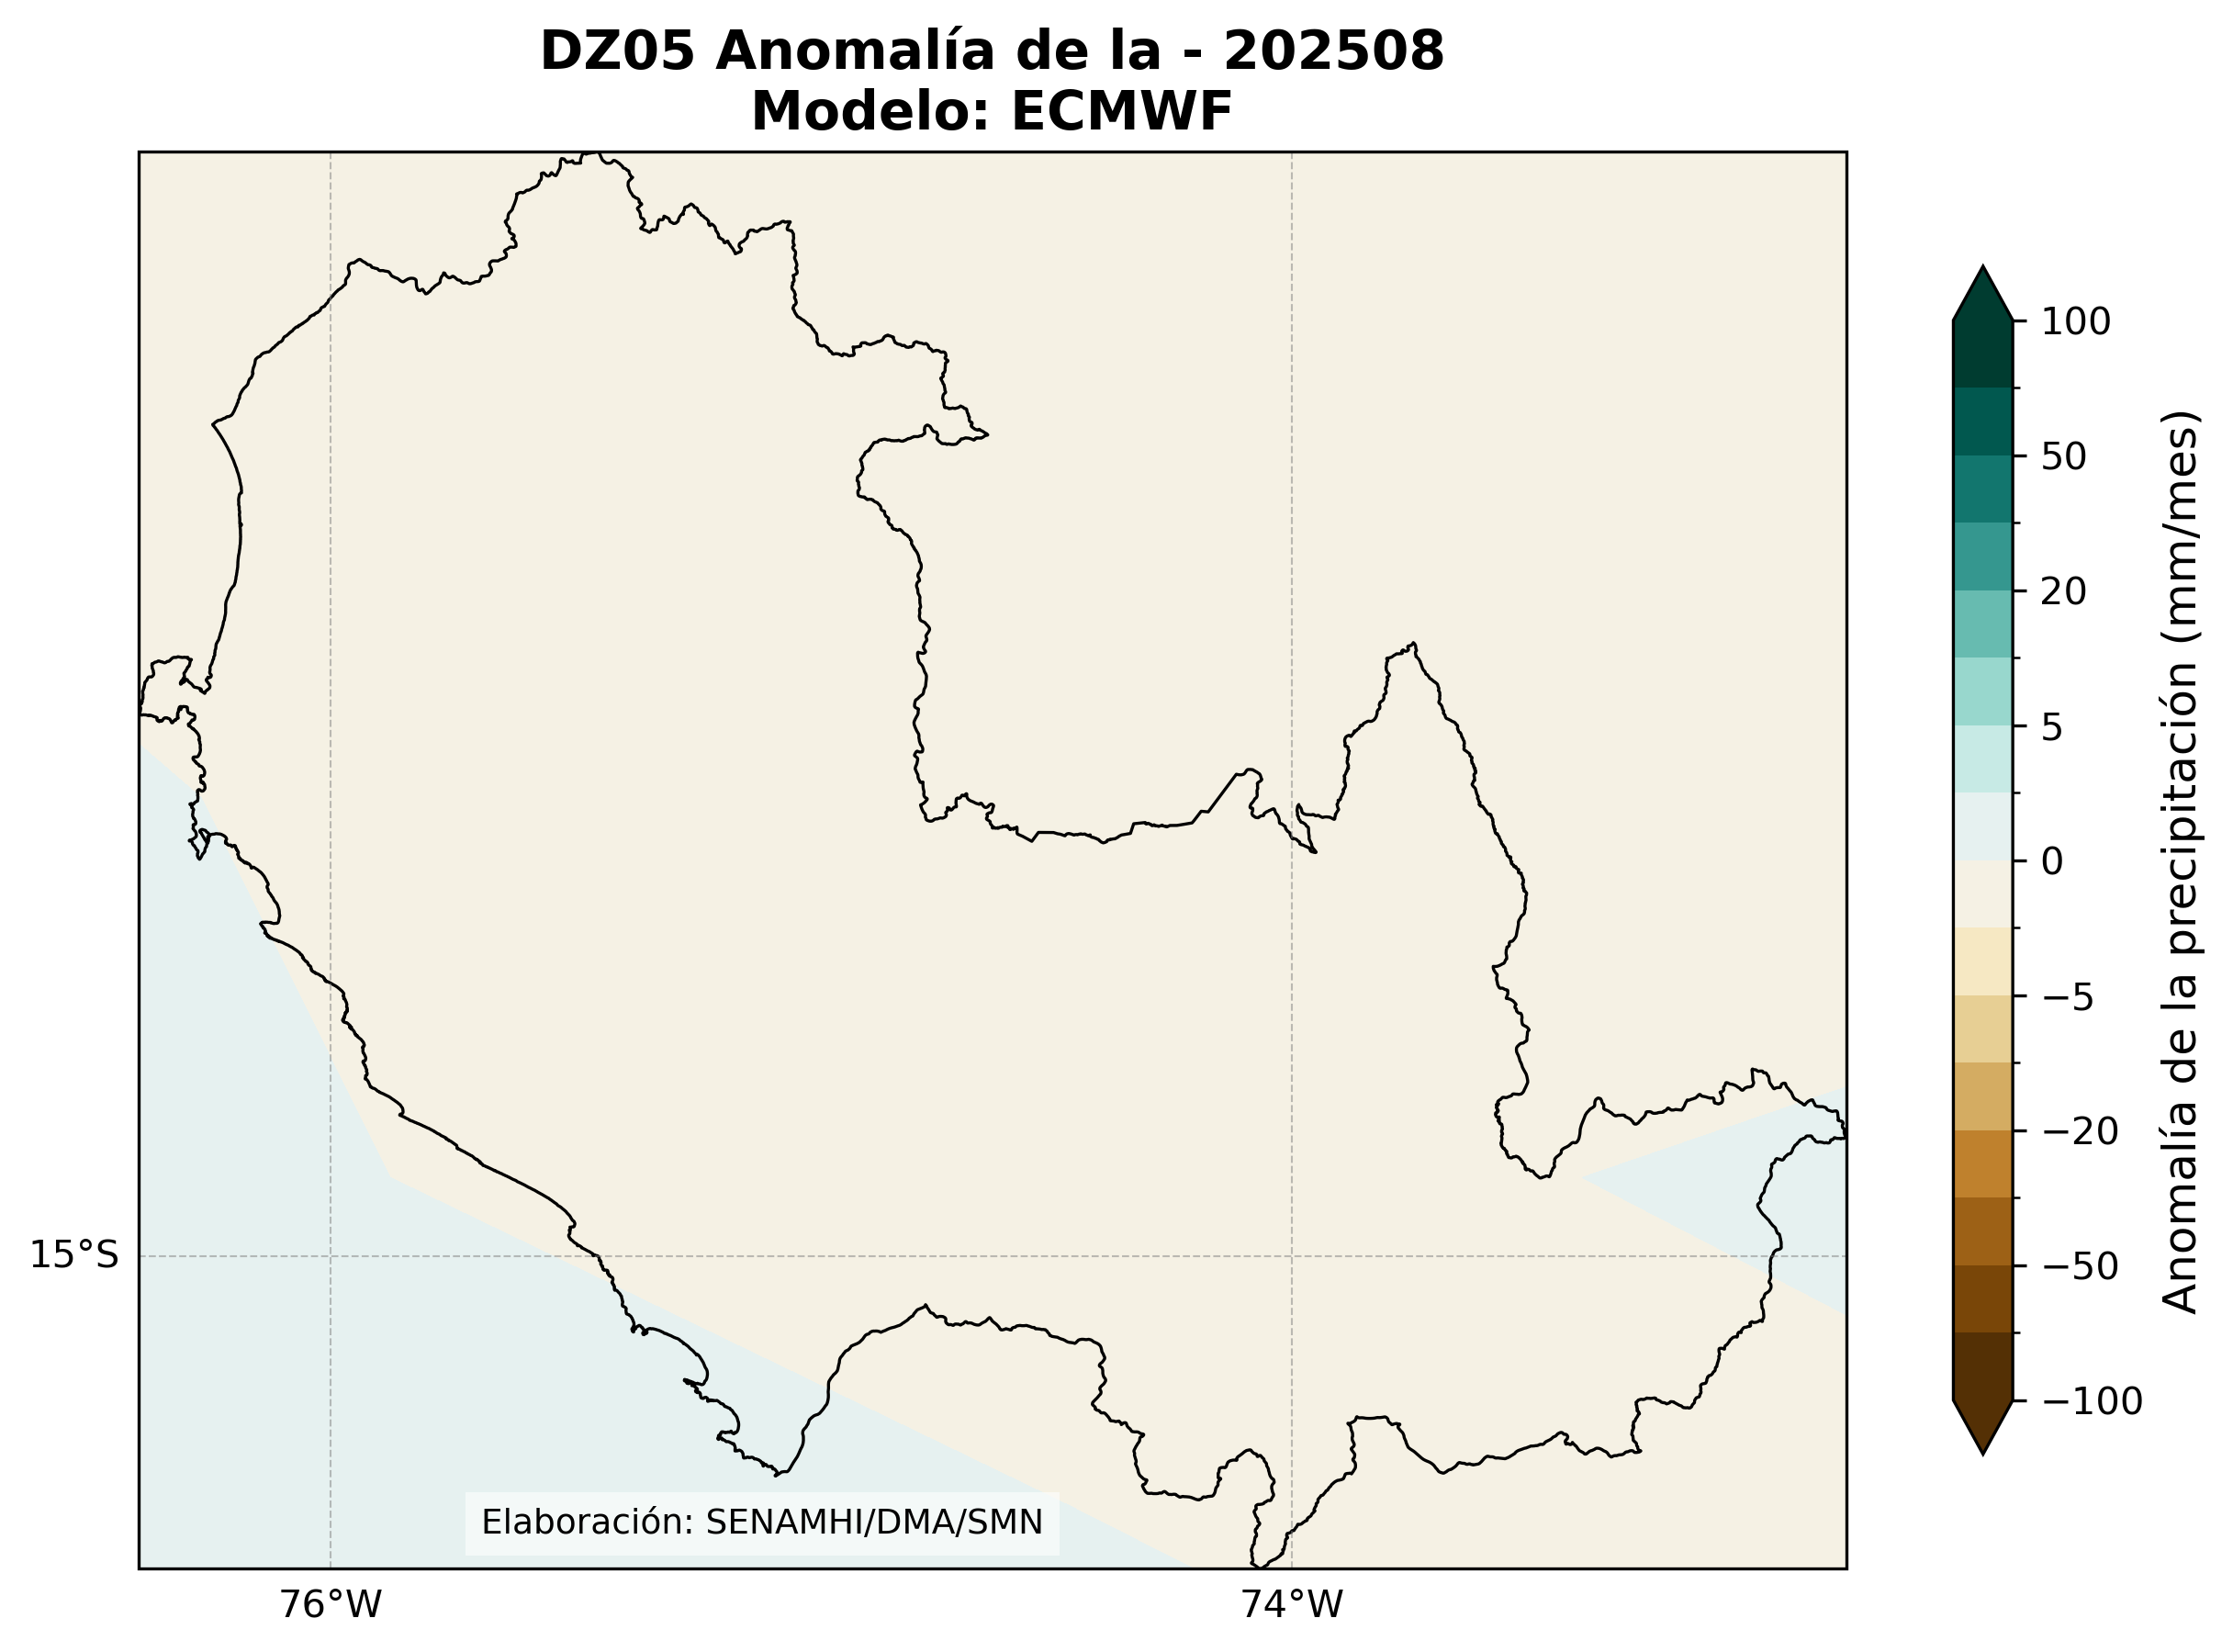 DZ05 Anomalía de la - 202508
Modelo: ECMWF
100
50
20
5
0
−5
−20
−50
−100
Anomalía de la precipitación (mm/mes)
15°S
Elaboración: SENAMHI/DMA/SMN
76°W
74°W